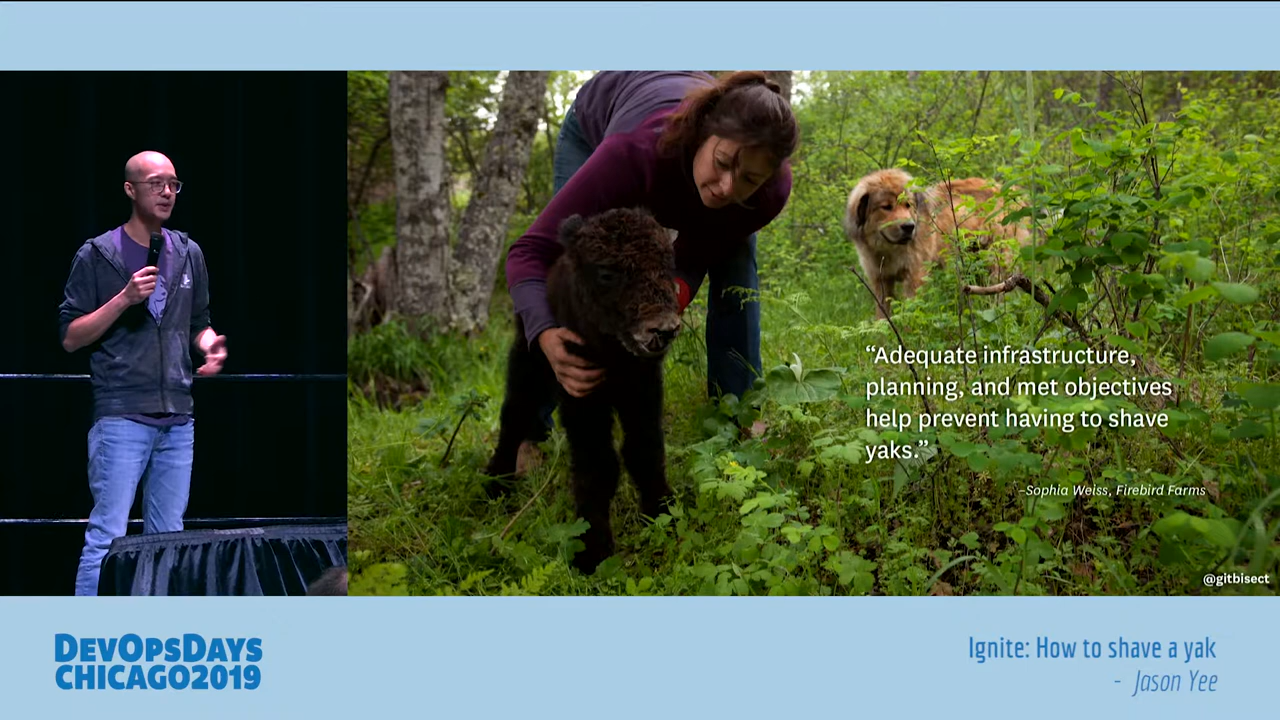 “Adequate infrastructure,
planning, and met objectives
help prevent having to shave
yaks.”
–Sophia Weiss, Firebird Farms
@gitbisect
DEVOPSDAYS
CHICAGO2019
Ignite: How to shave a yak
- Jason Yee